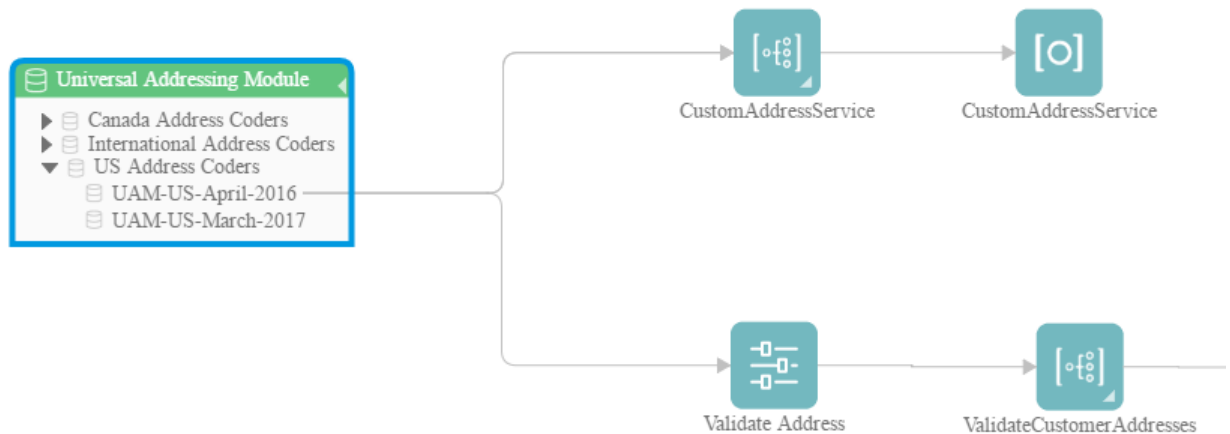 Universal Addressing Module
Canada Address Coders
International Address Coders
US Address Coders
UAM-US-April-2016
UAM-US-March-2017
CustomAddressService
CustomAddressService
Validate Address
ValidateCustomerAddresses